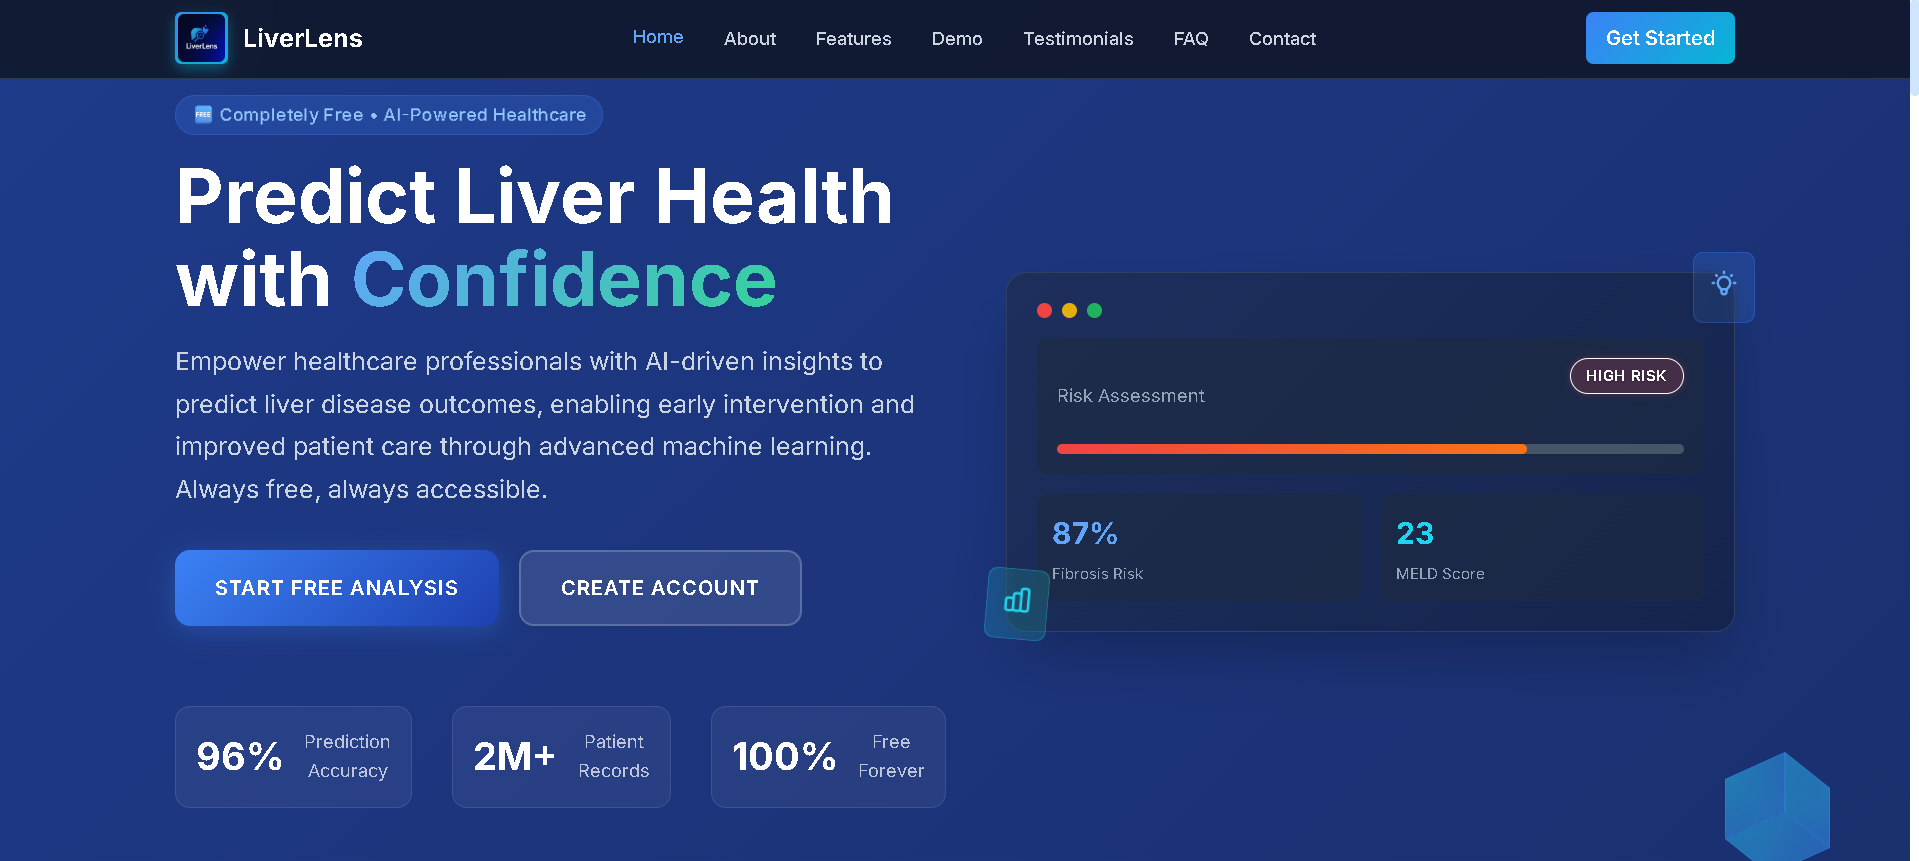 LiverLens
LiverLens
Home
About
Features
Demo
Testimonials
FAQ
Contact
Get Started
FREE Completely Free • AI-Powered Healthcare
Predict Liver Health
with Confidence
Empower healthcare professionals with AI-driven insights to
predict liver disease outcomes, enabling early intervention and
improved patient care through advanced machine learning.
Always free, always accessible.
START FREE ANALYSIS
CREATE ACCOUNT
96%
Prediction
Accuracy
2M+
Patient
Records
100%
Free
Forever
HIGH RISK
Risk Assessment
87%
Fibrosis Risk
23
MELD Score